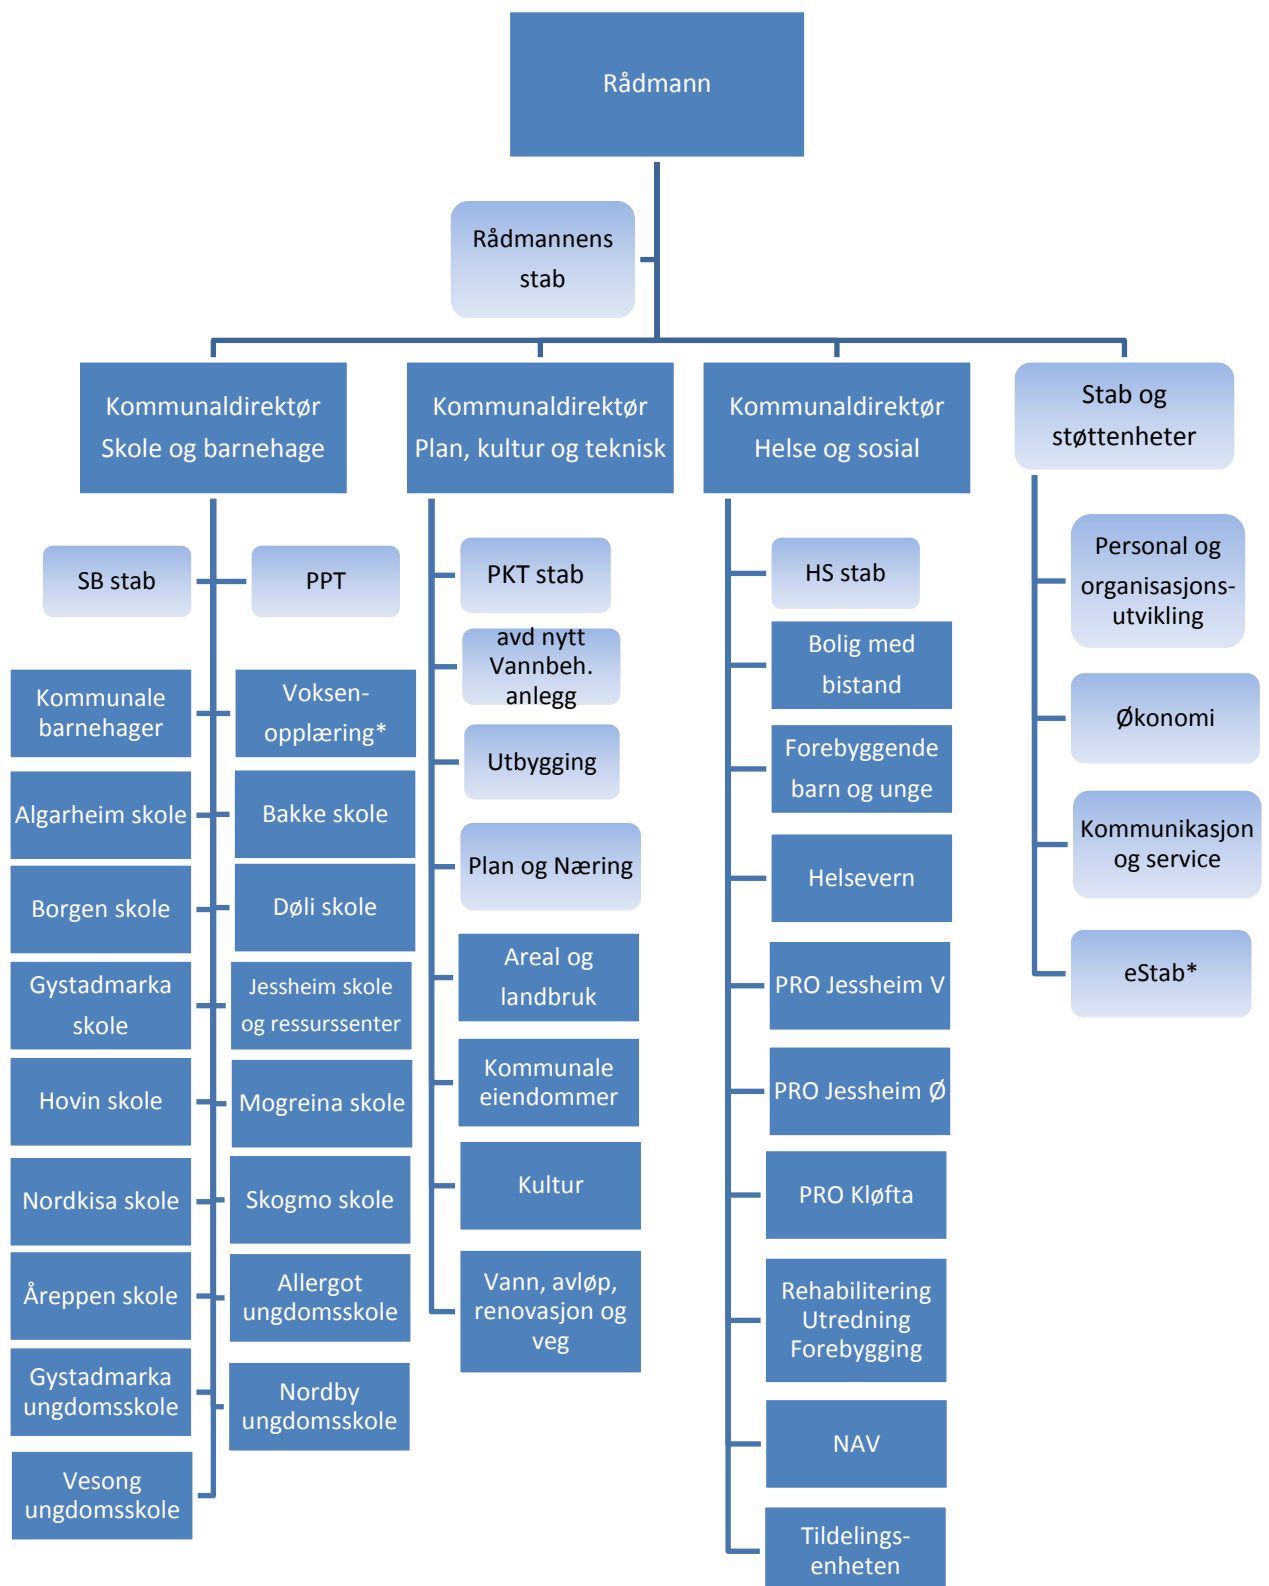 Rådmann
Rådmannens
stab
Kommunaldirektør
Skole og barnehage
Kommunaldirektør
Plan, kultur og teknisk
Kommunaldirektør
Helse og sosial
Stab og
støttenheter
SB stab
PPT
Kommunale
barnehager
Voksen-
opplæring*
Algarheim skole
Bakke skole
Borgen skole
Døli skole
Gystadmarka
skole
Jessheim skole
og ressurssenter
Hovin skole
Mogreina skole
Nordkisa skole
Skogmo skole
Åreppen skole
Allergot
ungdomsskole
Gystadmarka
ungdomsskole
Nordby
ungdomsskole
Vesong
ungdomsskole
PKT stab
avd nytt
Vannbeh.
anlegg
Utbygging
Plan og Næring
Areal og
landbruk
Kommunale
eiendommer
Kultur
Vann, avløp,
renovasjon og
veg
HS stab
Bolig med
bistand
Forebyggende
barn og unge
Helsevern
PRO Jessheim V
PRO Jessheim Ø
PRO Kløfta
Rehabilitering
Utredning
Forebygging
NAV
Tildelings-
enheten
Personal og
organisasjons-
utvikling
Økonomi
Kommunikasjon
og service
eStab*